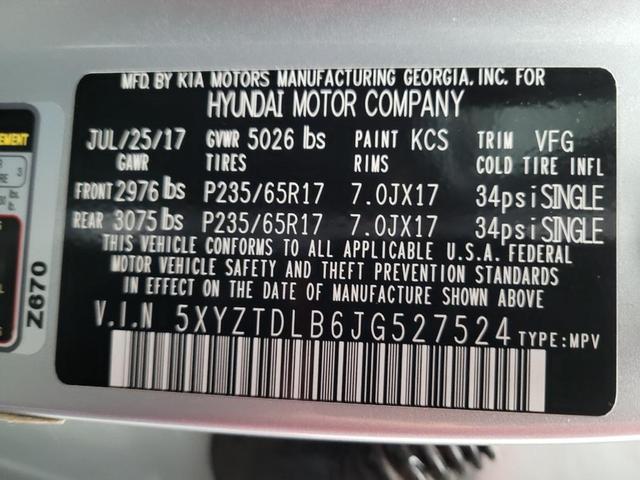 MFD. BY KIA MOTORS MANUFACTURING GEORGIA, INC. FOR
HYUNDAI MOTOR COMPANY
JUL/25/17 GVWR 5026 lbs PAINT KCS TRIM VFG
GAWR TIRES RIMS COLD TIRE INFL
FRONT 2976 lbs P235/65R17 7.0JX17 34psi SINGLE
REAR 3075 lbs P235/65R17 7.0JX17 34psi SINGLE
THIS VEHICLE CONFORMS TO ALL APPLICABLE U.S.A. FEDERAL
MOTOR VEHICLE SAFETY AND THEFT PREVENTION STANDARDS
IN EFFECT ON THE DATE OF MANUFACTURE SHOWN ABOVE.
V.I.N 5XYZTDLB6JG527524 TYPE:MPV
Z670